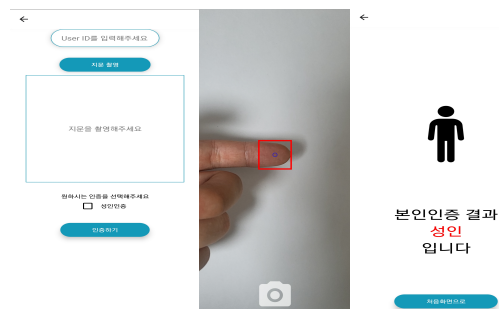 User ID를 입력해주세요
지문 촬영
지문을 촬영해주세요
원하시는 인증을 선택해주세요
성인인증
인증하기
본인인증 결과
성인
입니다
처음화면으로